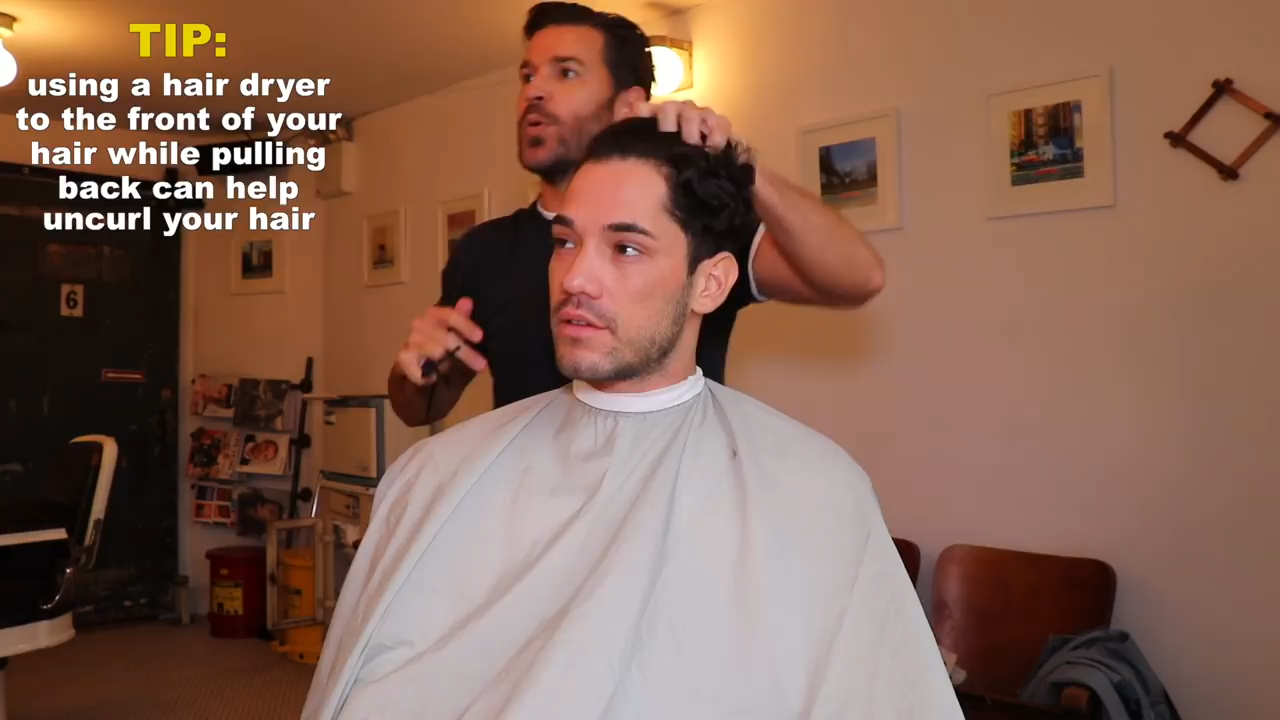 TIP:
using a hair dryer
to the front of your
hair while pulling
back can help
uncurl your hair
6